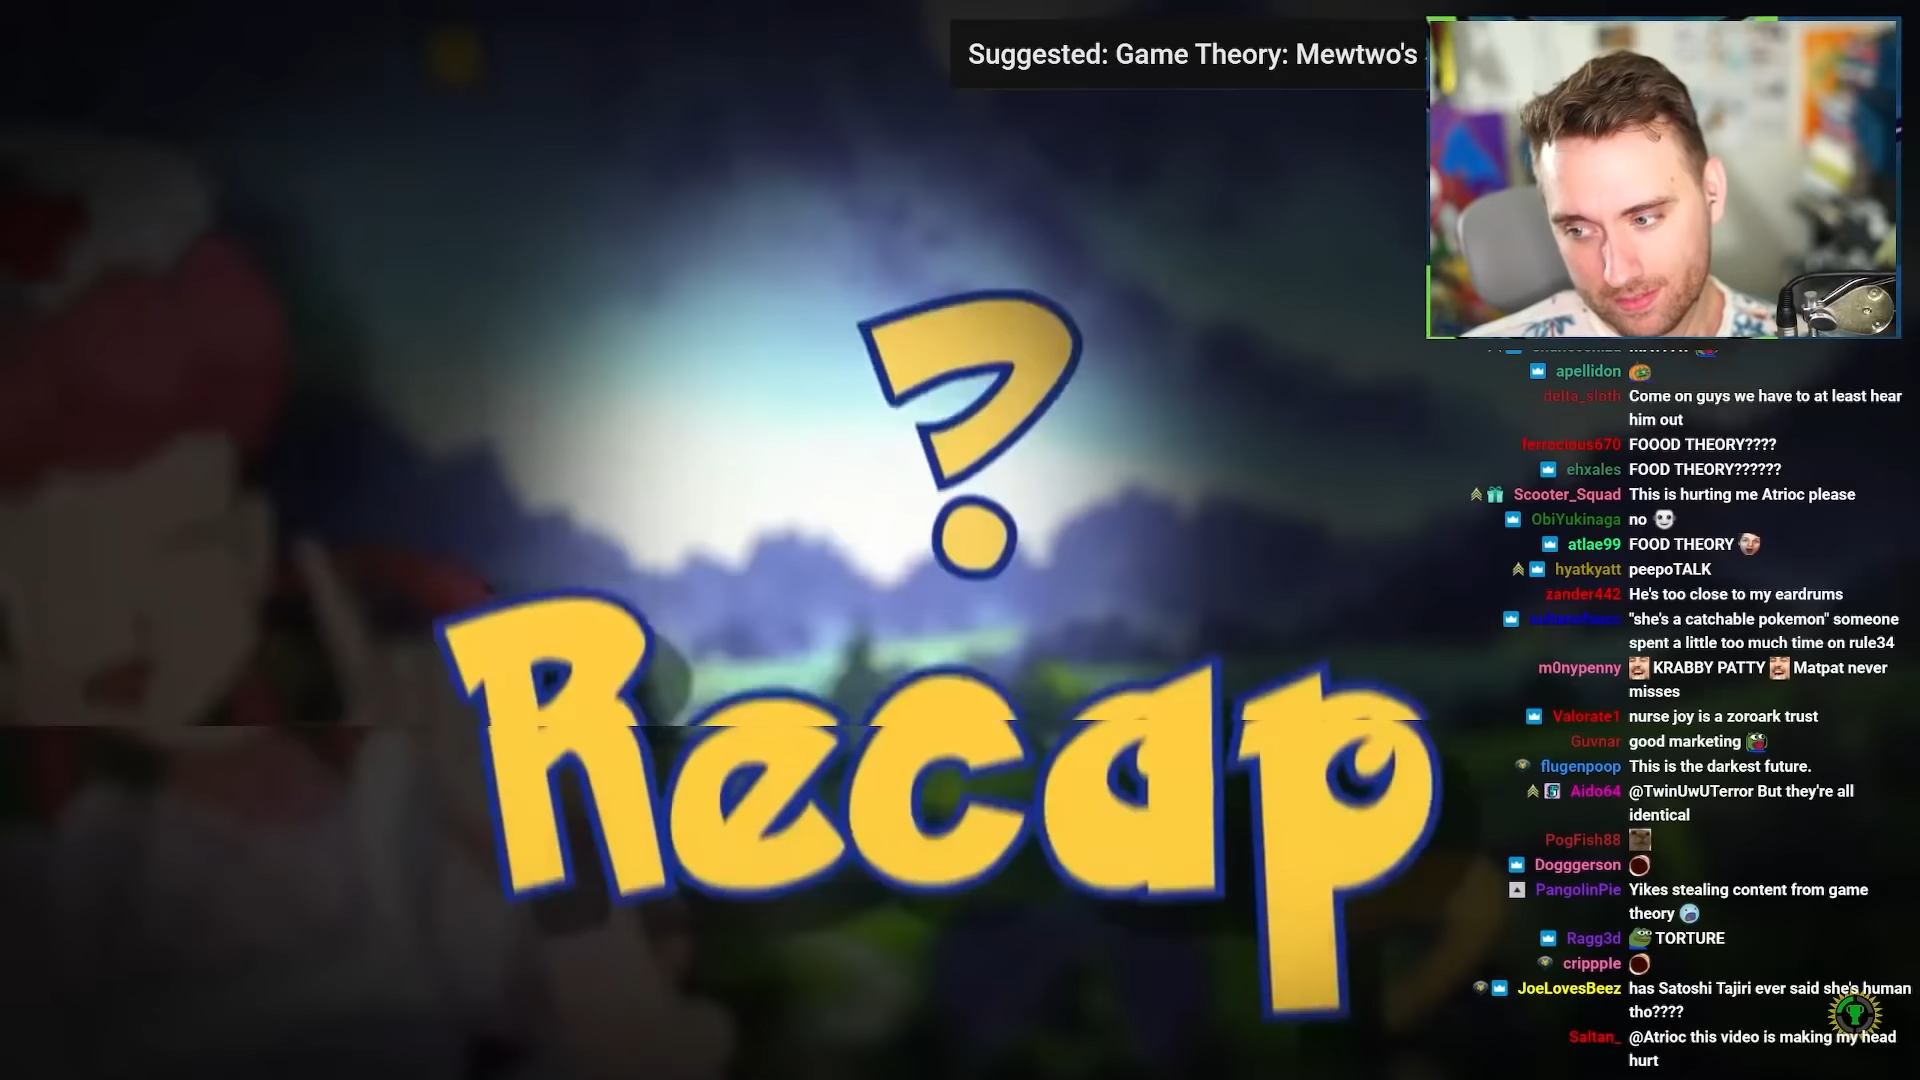 Suggested: Game Theory: Mewtwo's
?
Recap
apellidon
delta_sloth Come on guys we have to at least hear
him out
ferrocious670 FOOOD THEORY????
ehxales FOOD THEORY??????
Scooter_Squad This is hurting me Atrioc please
ObiYukinaga no
atlae99 FOOD THEORY
hyatkyatt peepoTALK
zander442 He's too close to my eardrums
"she's a catchable pokemon" someone
spent a little too much time on rule34
m0nypenny KRABBY PATTY Matpat never
misses
Valorate1 nurse joy is a zoroark trust
Guvnar good marketing
flugenpoop This is the darkest future.
Aido64 @TwinUwUTerror But they're all
identical
PogFish88
Dogggerson
PangolinPie Yikes stealing content from game
theory
Ragg3d TORTURE
crippple
JoeLovesBeez has Satoshi Tajiri ever said she's human
tho????
Saltan_ @Atrioc this video is making my head
hurt